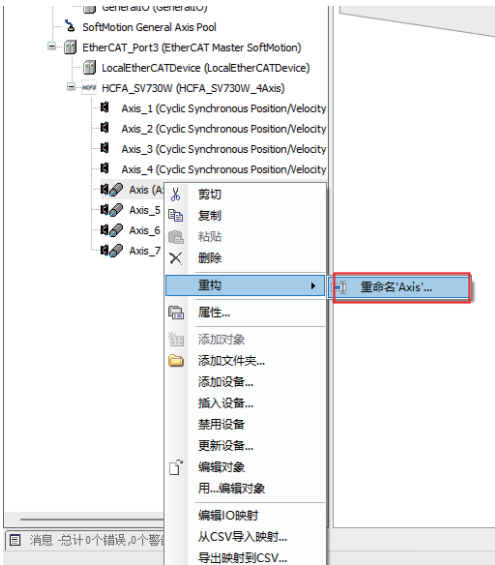 GeneralIO (GeneralIO)
SoftMotion General Axis Pool
EtherCAT_Port3 (EtherCAT Master SoftMotion)
LocalEtherCATDevice (LocalEtherCATDevice)
HCFA HCFA_SV730W (HCFA_SV730W_4Axis)
Axis_1 (Cyclic Synchronous Position/Velocity
Axis_2 (Cyclic Synchronous Position/Velocity
Axis_3 (Cyclic Synchronous Position/Velocity
Axis_4 (Cyclic Synchronous Position/Velocity
Axis (A
Axis_5
Axis_6
Axis_7
剪切
复制
粘贴
删除
重构
重命名'Axis'...
属性...
添加对象
添加文件夹...
添加设备...
插入设备...
禁用设备
更新设备...
编辑对象
用...编辑对象
编辑IO映射
从CSV导入映射...
导出映射到CSV...
消息 -总计0个错误,0个警